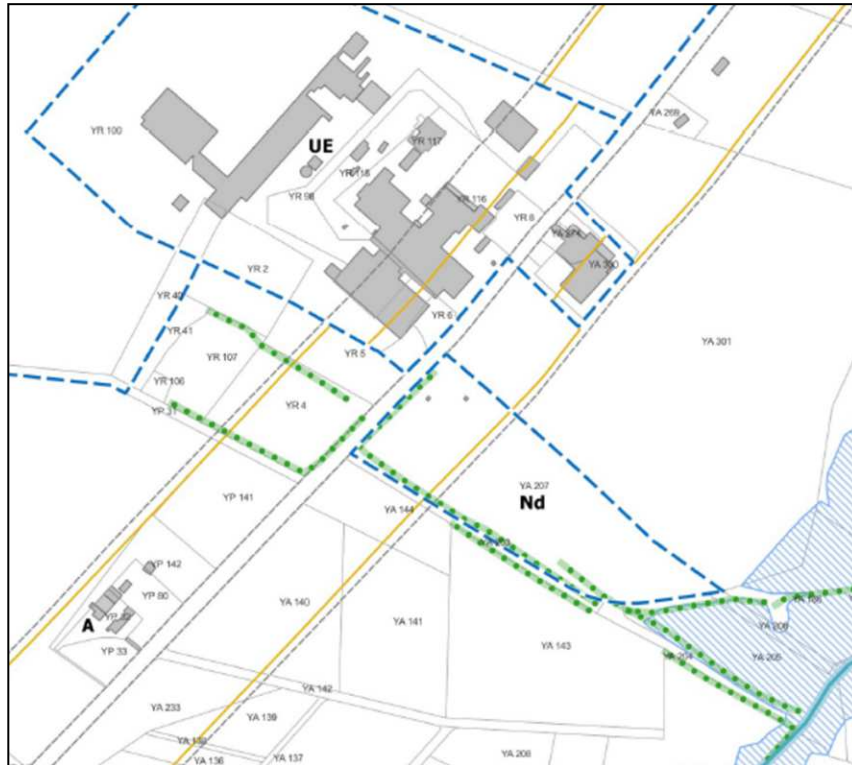 YA 269
YR 100
UE
YR 117
YR 118
YR 98
YR 116
YR 8
YA 300
YR 2
YR 40
YR 6
YR 41
YA 301
YR 107
YR 5
YR 106
YR 4
YP 31
YA 207
YP 141
Nd
YA 144
YP 142
YP 80
YA 140
YA 141
A
YP 33
YA 143
YA 206
YA 205
YA 204
YA 142
YA 233
YA 139
YA 208
YA 137
YA 136